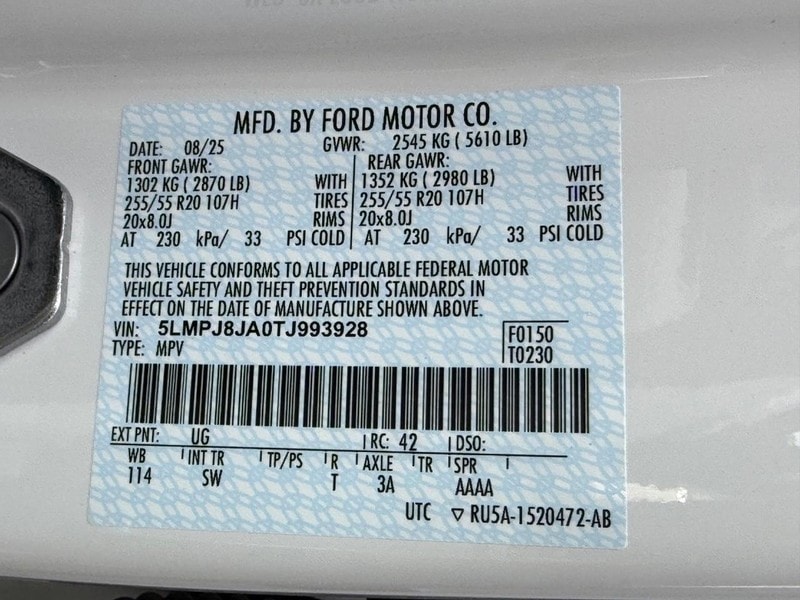 MFD. BY FORD MOTOR CO.
DATE: 08/25 GVWR: 2545 KG ( 5610 LB)
FRONT GAWR: REAR GAWR:
1302 KG ( 2870 LB) WITH 1352 KG ( 2980 LB) WITH
255/55 R20 107H TIRES 255/55 R20 107H TIRES
20x8.0J RIMS 20x8.0J RIMS
AT 230 kPa/ 33 PSI COLD AT 230 kPa/ 33 PSI COLD
THIS VEHICLE CONFORMS TO ALL APPLICABLE FEDERAL MOTOR
VEHICLE SAFETY AND THEFT PREVENTION STANDARDS IN
EFFECT ON THE DATE OF MANUFACTURE SHOWN ABOVE.
VIN: 5LMPJ8JA0TJ993928 F0150
TYPE: MPV T0230
EXT PNT: UG RC: 42 DSO:
WB INT TR TP/PS R AXLE TR SPR
114 SW T 3A AAAA
UTC ▽ RU5A-1520472-AB